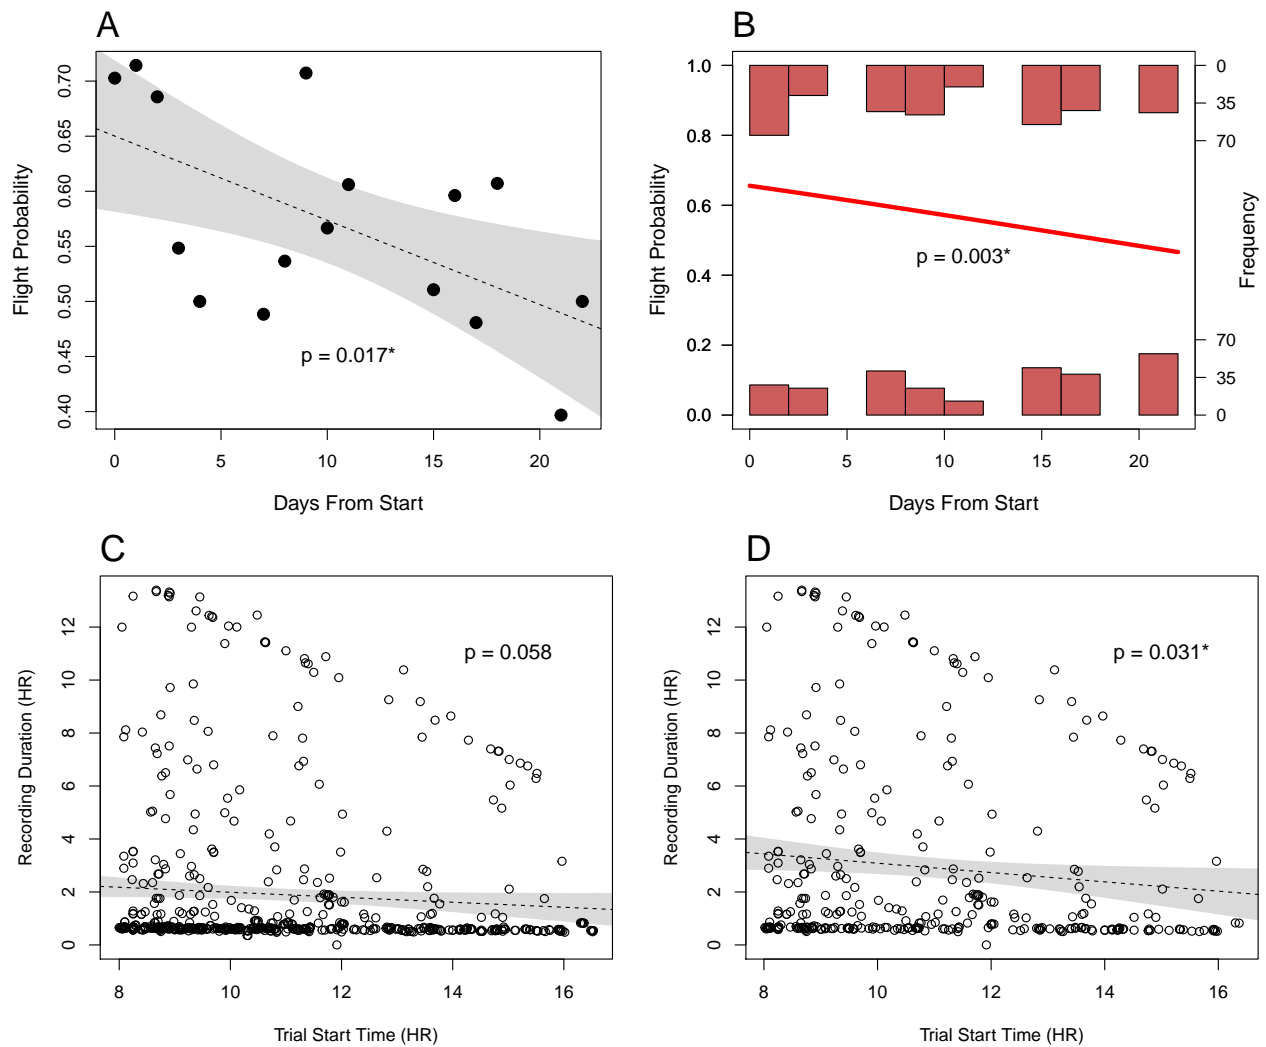 A
Flight Probability
0.70
0.65
0.60
0.55
0.50
0.45
0.40
p = 0.017*
0 5 10 15 20
Days From Start
B
Flight Probability
1.0
0.8
0.6
0.4
0.2
0.0
p = 0.003*
0
35
70
70
35
0
Frequency
0 5 10 15 20
Days From Start
C
Recording Duration (HR)
12
10
8
6
4
2
0
p = 0.058
8 10 12 14 16
Trial Start Time (HR)
D
Recording Duration (HR)
12
10
8
6
4
2
0
p = 0.031*
8 10 12 14 16
Trial Start Time (HR)